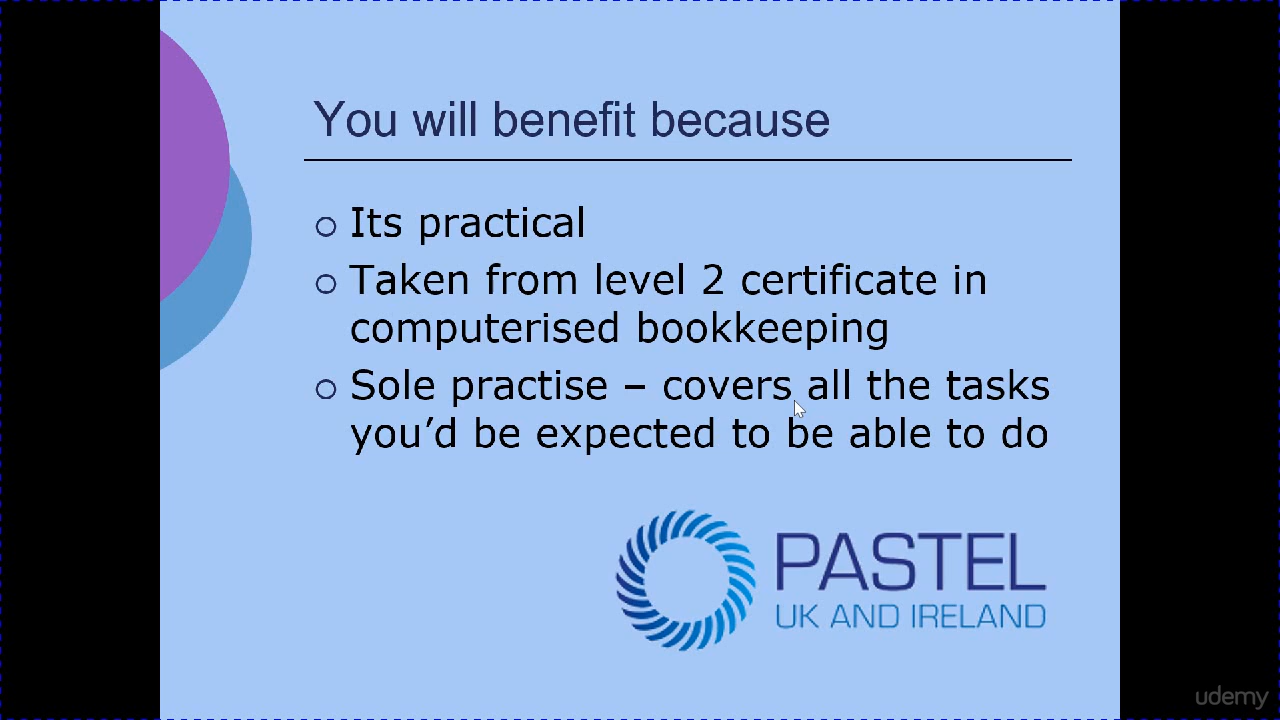 You will benefit because
Its practical
Taken from level 2 certificate in
computerised bookkeeping
Sole practise – covers all the tasks
you’d be expected to be able to do
PASTEL
UK AND IRELAND
udemy